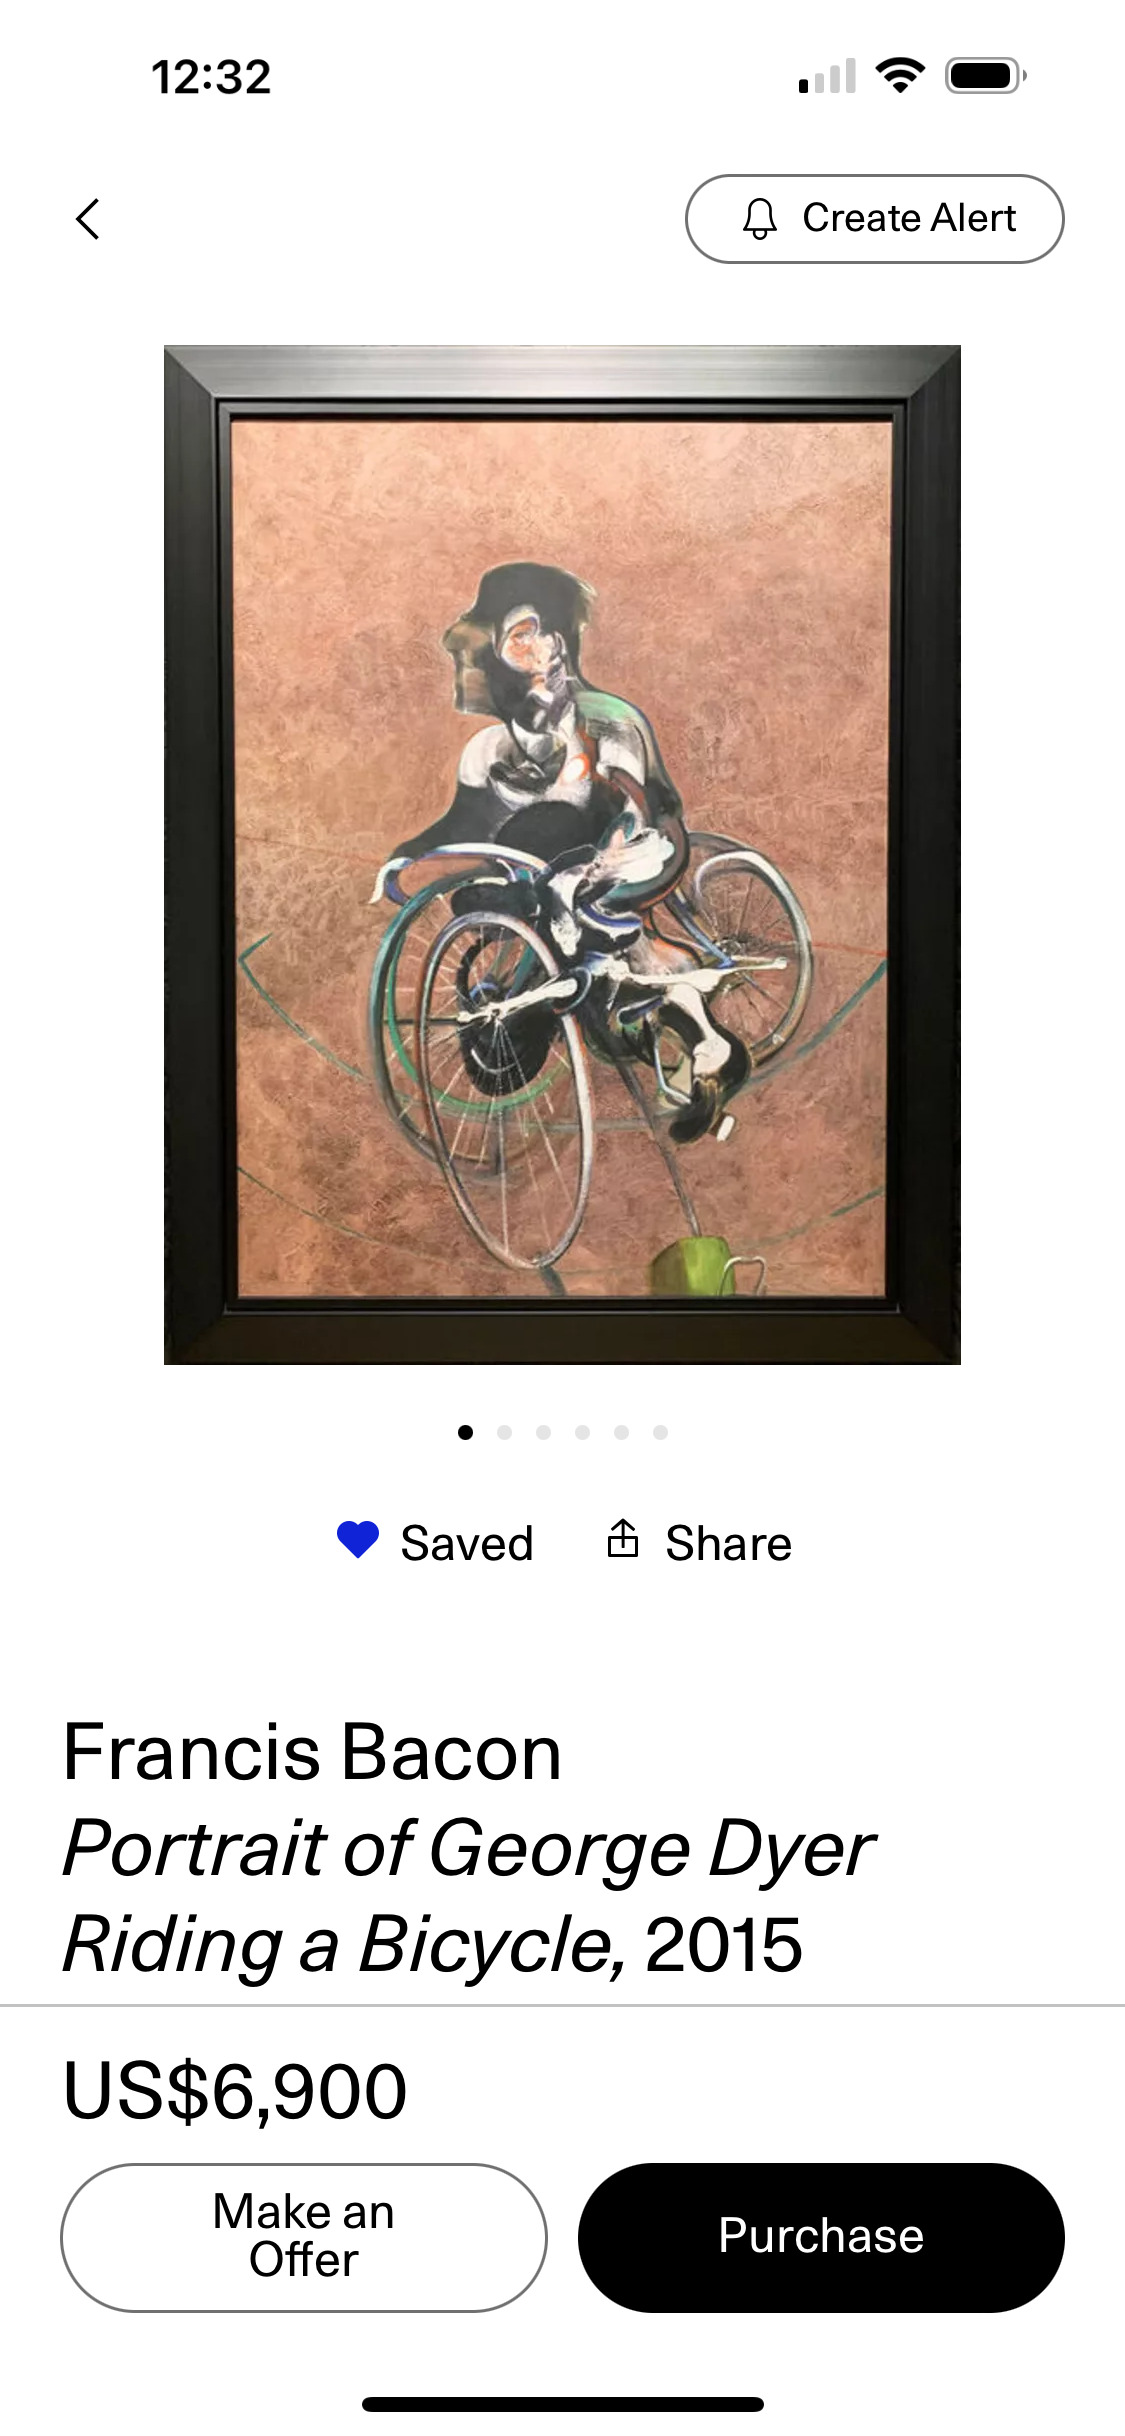 12:32
Create Alert
Saved
Share
Francis Bacon
Portrait of George Dyer
Riding a Bicycle, 2015
US$6,900
Make an
Offer
Purchase